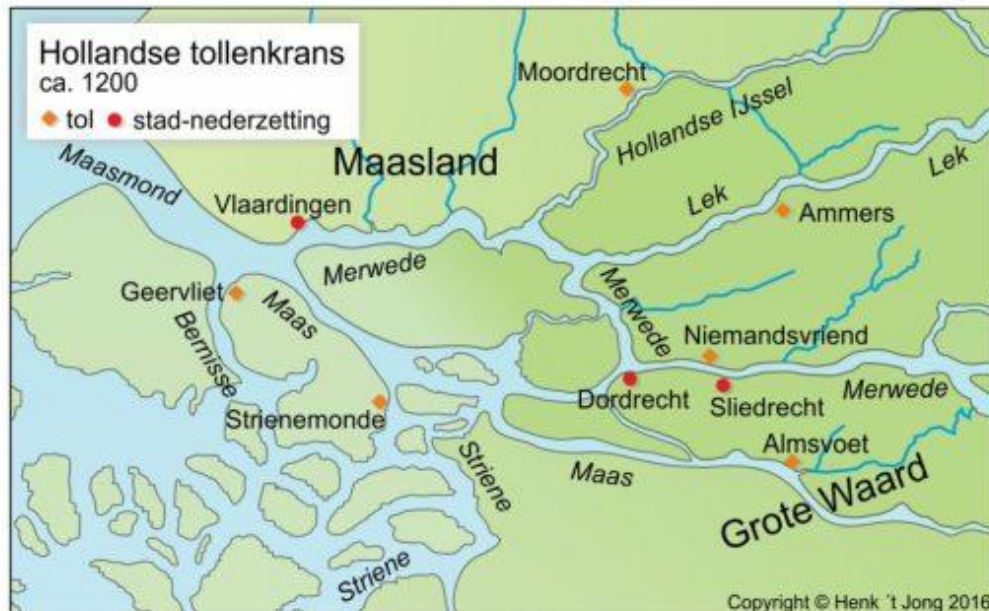 Hollandse tollenkrans
ca. 1200
tol
stad-nederzetting
Moordrecht
Hollandse IJssel
Maasmond
Maasland
Vlaardingen
Lek
Lek
Ammers
Merwede
Geervliet
Maas
Bernisse
Merwede
Niemandsvriend
Merwede
Dordrecht
Sliedrecht
Strienemonde
Almsvoet
Maas
Striene
Grote Waard
Striene
Copyright © Henk ´t Jong 2016